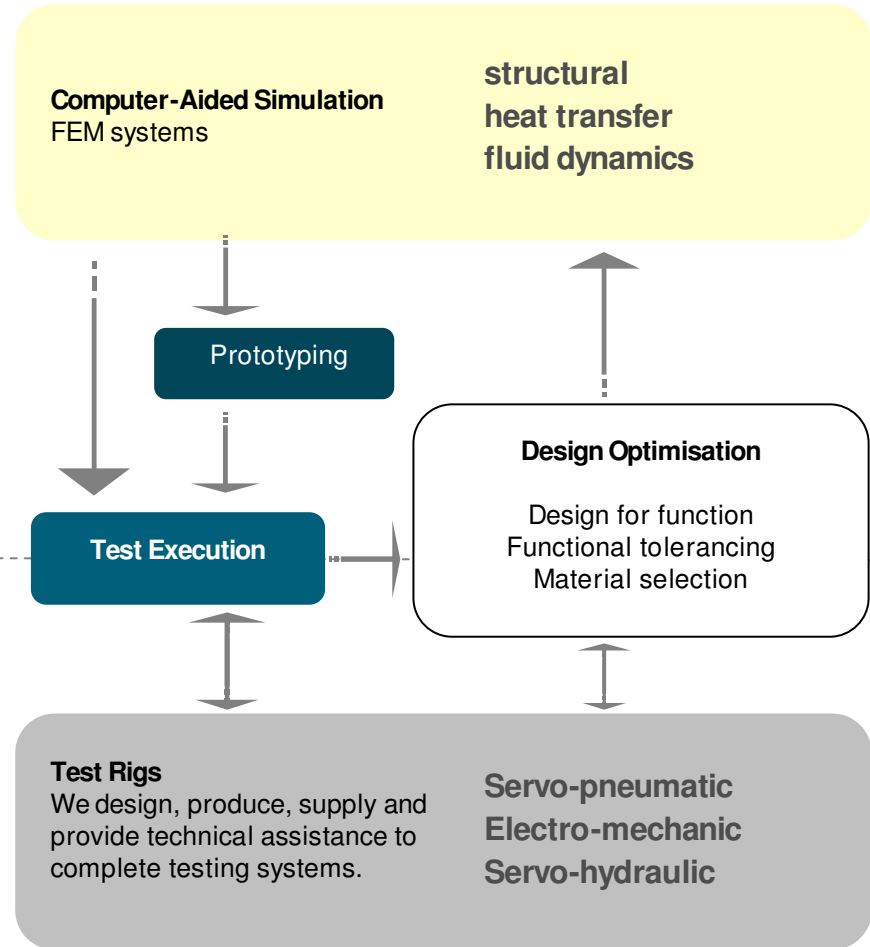 Computer-Aided Simulation
FEM systems
structural
heat transfer
fluid dynamics
Prototyping
Design Optimisation
Design for function
Functional tolerancing
Material selection
Test Execution
Test Rigs
We design, produce, supply and
provide technical assistance to
complete testing systems.
Servo-pneumatic
Electro-mechanic
Servo-hydraulic